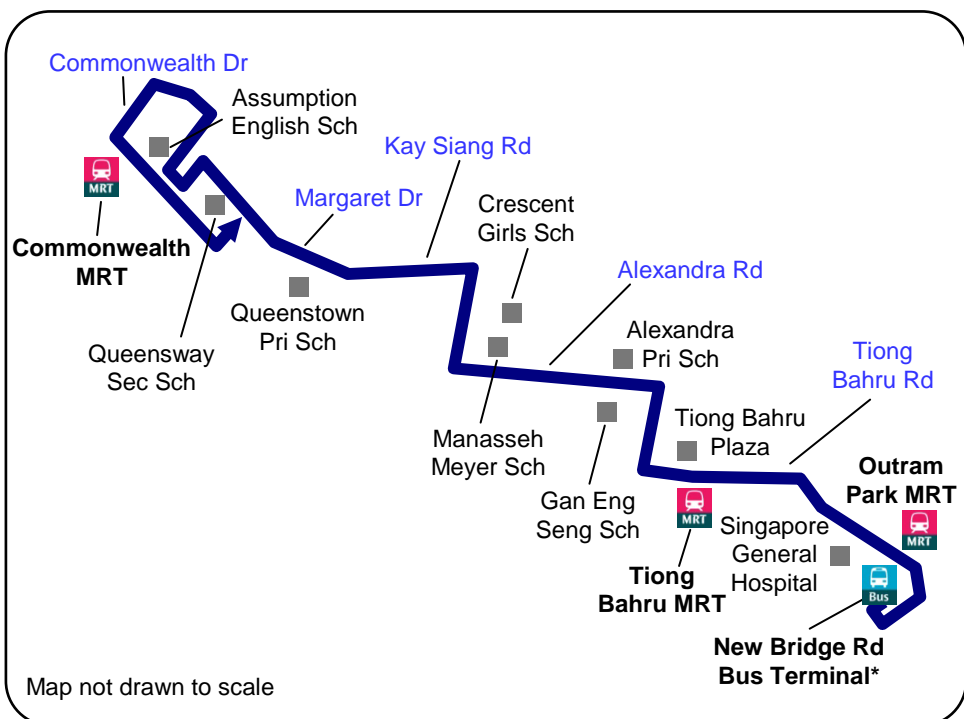 Commonwealth Dr
Assumption
English Sch
Kay Siang Rd
MRT
Margaret Dr
Crescent
Girls Sch
Commonwealth
MRT
Alexandra Rd
Queenstown
Pri Sch
Queensway
Sec Sch
Alexandra
Pri Sch
Tiong
Bahru Rd
Manasseh
Meyer Sch
Tiong Bahru
Plaza
Gan Eng
Seng Sch
MRT
Outram
Park MRT
MRT
Singapore
General
Hospital
Tiong
Bahru MRT
Bus
New Bridge Rd
Bus Terminal*
Map not drawn to scale